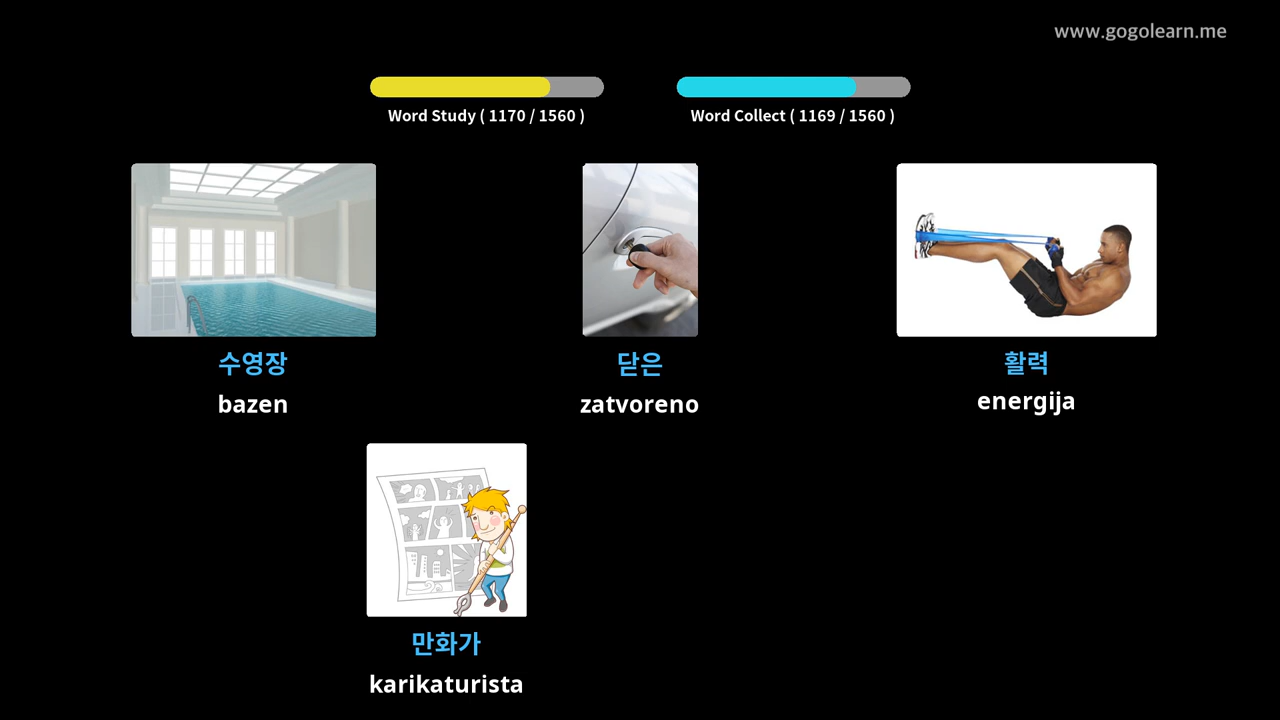 www.gogolearn.me
Word Study ( 1170 / 1560 )
Word Collect ( 1169 / 1560 )
수영장
bazen
닫은
zatvoreno
활력
energija
만화가
karikaturista